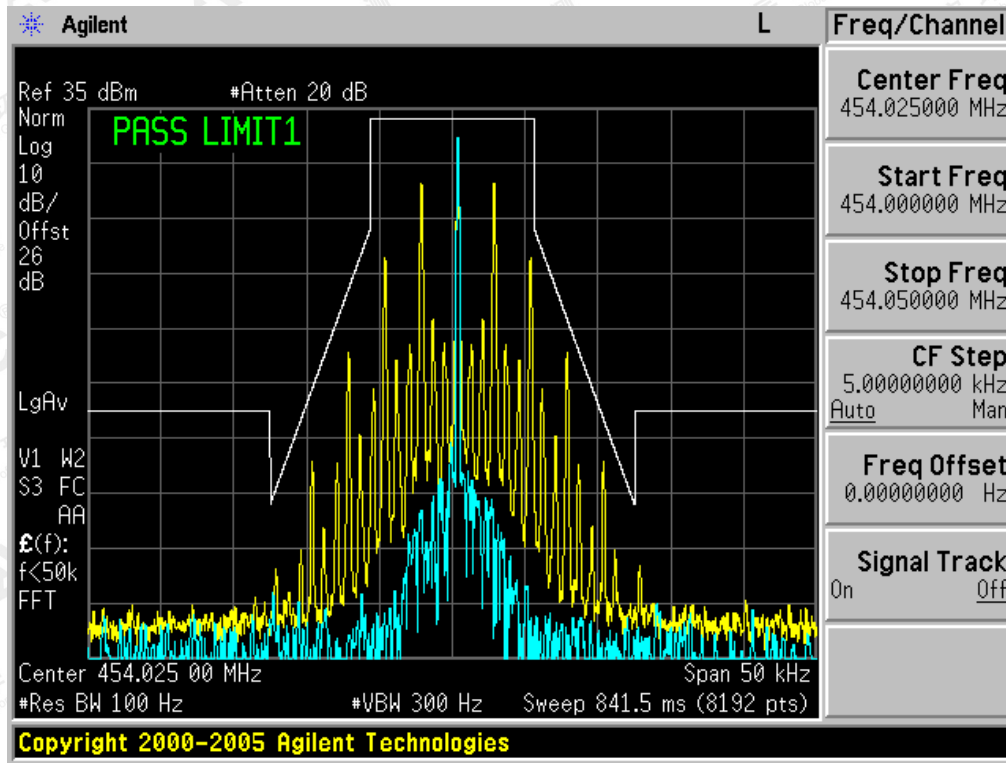 Agilent L Freq/Channel
Ref 35 dBm #Atten 20 dB
Norm
Log
10
dB/
Offst
26
dB
PASS LIMIT1
LgAv
V1 W2
S3 FC
AA
£(f):
f<50k
FFT
Center 454.025 00 MHz Span 50 kHz
#Res BW 100 Hz #VBW 300 Hz Sweep 841.5 ms (8192 pts)
Copyright 2000-2005 Agilent Technologies
Center Freq
454.025000 MHz
Start Freq
454.000000 MHz
Stop Freq
454.050000 MHz
CF Step
5.00000000 kHz
Auto Man
Freq Offset
0.00000000 Hz
Signal Track
On Off